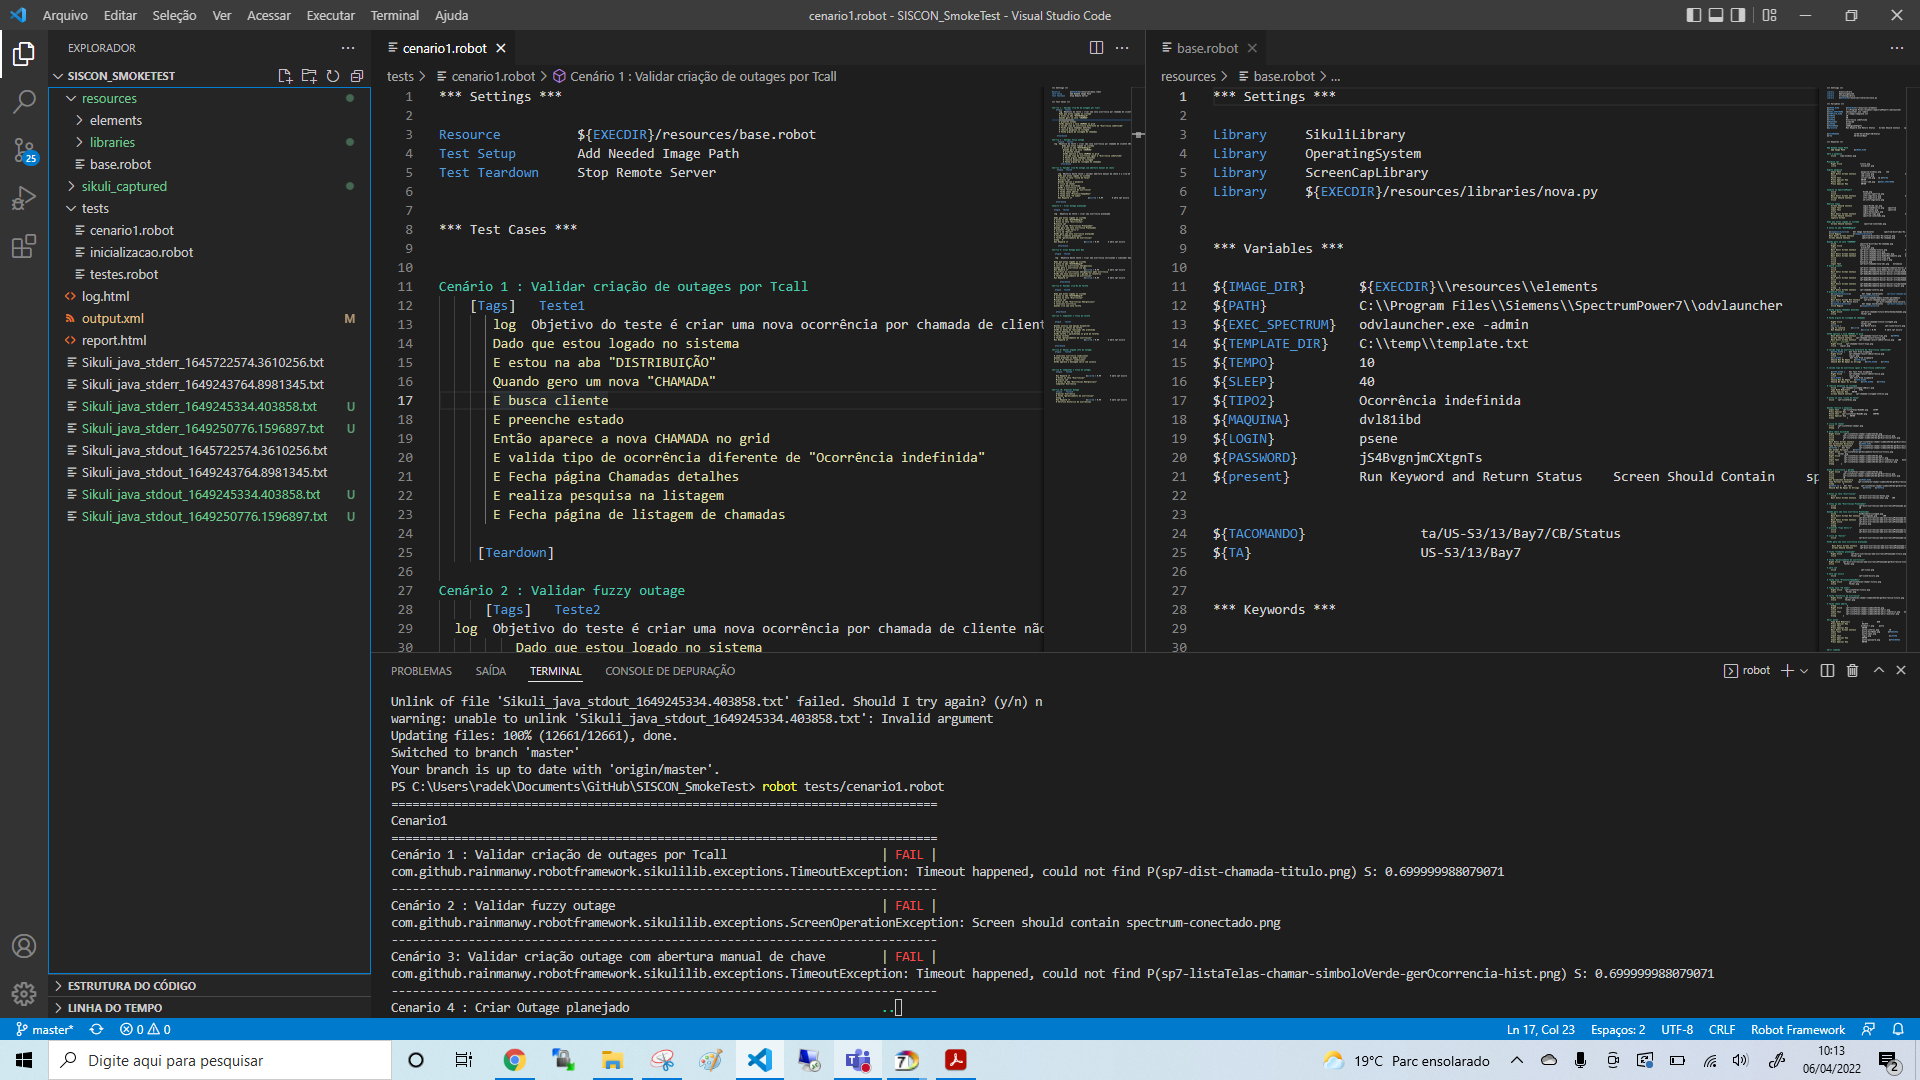 Arquivo Editar Seleção Ver Acessar Executar Terminal Ajuda
cenario1.robot - SISCON_SmokeTest - Visual Studio Code
EXPLORADOR
SISCON_SMOKETEST
resources
elements
libraries
base.robot
sikuli_captured
tests
cenario1.robot
inicializacao.robot
testes.robot
log.html
output.xml M
report.html
Sikuli_java_stderr_1645722574.3610256.txt
Sikuli_java_stderr_1649243764.8981345.txt
Sikuli_java_stderr_1649245334.403858.txt U
Sikuli_java_stderr_1649250776.1596897.txt U
Sikuli_java_stdout_1645722574.3610256.txt
Sikuli_java_stdout_1649243764.8981345.txt
Sikuli_java_stdout_1649245334.403858.txt U
Sikuli_java_stdout_1649250776.1596897.txt U
ESTRUTURA DO CÓDIGO
LINHA DO TEMPO
25
cenario1.robot
tests > cenario1.robot > Cenário 1 : Validar criação de outages por Tcall
1 *** Settings ***
2
3 Resource ${EXECDIR}/resources/base.robot
4 Test Setup Add Needed Image Path
5 Test Teardown Stop Remote Server
6
7
8 *** Test Cases ***
9
10
11 Cenário 1 : Validar criação de outages por Tcall
12 [Tags] Teste1
13 log Objetivo do teste é criar uma nova ocorrência por chamada de client
14 Dado que estou logado no sistema
15 E estou na aba "DISTRIBUIÇÃO"
16 Quando gero um nova "CHAMADA"
17 E busca cliente
18 E preenche estado
19 Então aparece a nova CHAMADA no grid
20 E valida tipo de ocorrência diferente de "Ocorrência indefinida"
21 E Fecha página Chamadas detalhes
22 E realiza pesquisa na listagem
23 E Fecha página de listagem de chamadas
24
25 [Teardown]
26
27 Cenário 2 : Validar fuzzy outage
28 [Tags] Teste2
29 log Objetivo do teste é criar uma nova ocorrência por chamada de cliente não
30 Dado que estou logado no sistema
base.robot
resources > base.robot > ...
1 *** Settings ***
2
3 Library SikuliLibrary
4 Library OperatingSystem
5 Library ScreenCapLibrary
6 Library ${EXECDIR}/resources/libraries/nova.py
7
8
9 *** Variables ***
10
11 ${IMAGE_DIR} ${EXECDIR}\\resources\\elements
12 ${PATH} C:\\Program Files\\Siemens\\SpectrumPower7\\odvlauncher
13 ${EXEC_SPECTRUM} odvlauncher.exe -admin
14 ${TEMPLATE_DIR} C:\\temp\\template.txt
15 ${TEMPO} 10
16 ${SLEEP} 40
17 ${TIPO2} Ocorrência indefinida
18 ${MAQUINA} dvl81ibd
19 ${LOGIN} psene
20 ${PASSWORD} jS4BvgnjmCXtgnTs
21 ${present} Run Keyword and Return Status Screen Should Contain sp
22
23
24 ${TACOMANDO} ta/US-S3/13/Bay7/CB/Status
25 ${TA} US-S3/13/Bay7
26
27
28 *** Keywords ***
29
30
PROBLEMAS SAÍDA TERMINAL CONSOLE DE DEPURAÇÃO
robot
Unlink of file 'Sikuli_java_stdout_1649245334.403858.txt' failed. Should I try again? (y/n) n
warning: unable to unlink 'Sikuli_java_stdout_1649245334.403858.txt': Invalid argument
Updating files: 100% (12661/12661), done.
Switched to branch 'master'
Your branch is up to date with 'origin/master'.
PS C:\Users\radek\Documents\GitHub\SISCON_SmokeTest> robot tests/cenario1.robot
==============================================================================
Cenario1
==============================================================================
Cenário 1 : Validar criação de outages por Tcall | FAIL |
com.github.rainmanwy.robotframework.sikulilib.exceptions.TimeoutException: Timeout happened, could not find P(sp7-dist-chamada-titulo.png) S: 0.699999988079071
------------------------------------------------------------------------------
Cenário 2 : Validar fuzzy outage | FAIL |
com.github.rainmanwy.robotframework.sikulilib.exceptions.ScreenOperationException: Screen should contain spectrum-conectado.png
------------------------------------------------------------------------------
Cenário 3: Validar criação outage com abertura manual de chave | FAIL |
com.github.rainmanwy.robotframework.sikulilib.exceptions.TimeoutException: Timeout happened, could not find P(sp7-listaTelas-chamar-simboloVerde-gerOcorrencia-hist.png) S: 0.699999988079071
------------------------------------------------------------------------------
Cenario 4 : Criar Outage planejado ..
master* 0 0
Ln 17, Col 23 Espaços: 2 UTF-8 CRLF Robot Framework
Digite aqui para pesquisar
19°C Parc ensolarado
10:13
06/04/2022
2